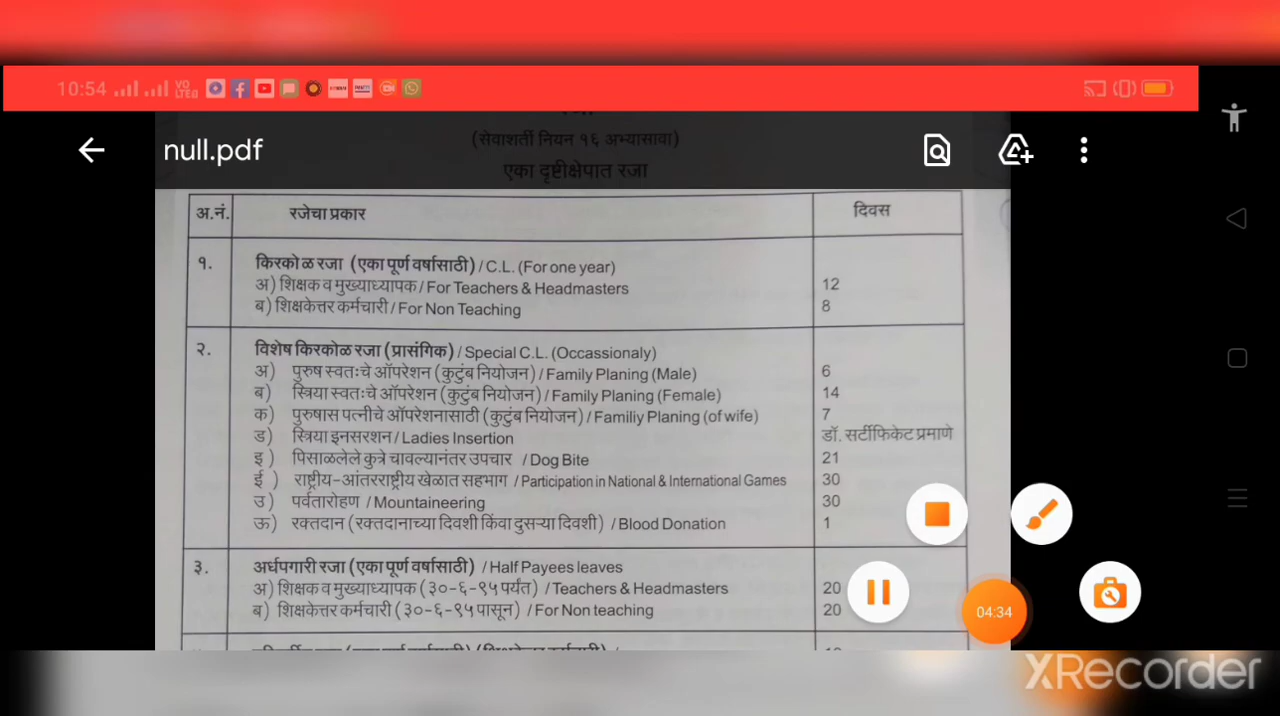 10:54
null.pdf
(सेवाशर्ती नियन १६ अभ्यासावा)
एका दृष्टीक्षेपात रजा
अ.नं. रजेचा प्रकार दिवस
१. किरकोळ रजा (एका पूर्ण वर्षासाठी) / C.L. (For one year)
अ) शिक्षक व मुख्याध्यापक / For Teachers & Headmasters 12
ब) शिक्षकेत्तर कर्मचारी / For Non Teaching 8
२. विशेष किरकोळ रजा (प्रासंगिक) / Special C.L. (Occassionaly)
अ) पुरुष स्वतःचे ऑपरेशन (कुटुंब नियोजन) / Family Planing (Male) 6
ब) स्त्रिया स्वतःचे ऑपरेशन (कुटुंब नियोजन) / Family Planing (Female) 14
क) पुरुषास पत्नीचे ऑपरेशनासाठी (कुटुंब नियोजन) / Familiy Planing (of wife) 7
ड) स्त्रिया इनसरशन / Ladies Insertion डॉ. सर्टीफिकेट प्रमाणे
इ) पिसाळलेले कुत्रे चावल्यानंतर उपचार / Dog Bite 21
ई) राष्ट्रीय-आंतरराष्ट्रीय खेळात सहभाग / Participation in National & International Games 30
उ) पर्वतारोहण / Mountaineering 30
ऊ) रक्तदान (रक्तदानाच्या दिवशी किंवा दुसऱ्या दिवशी) / Blood Donation 1
३. अर्धपगारी रजा (एका पूर्ण वर्षासाठी) / Half Payees leaves
अ) शिक्षक व मुख्याध्यापक (३०-६-९५ पर्यंत) / Teachers & Headmasters 20
ब) शिक्षकेत्तर कर्मचारी (३०-६-९५ पासून) / For Non teaching 20
04:34
XRecorder